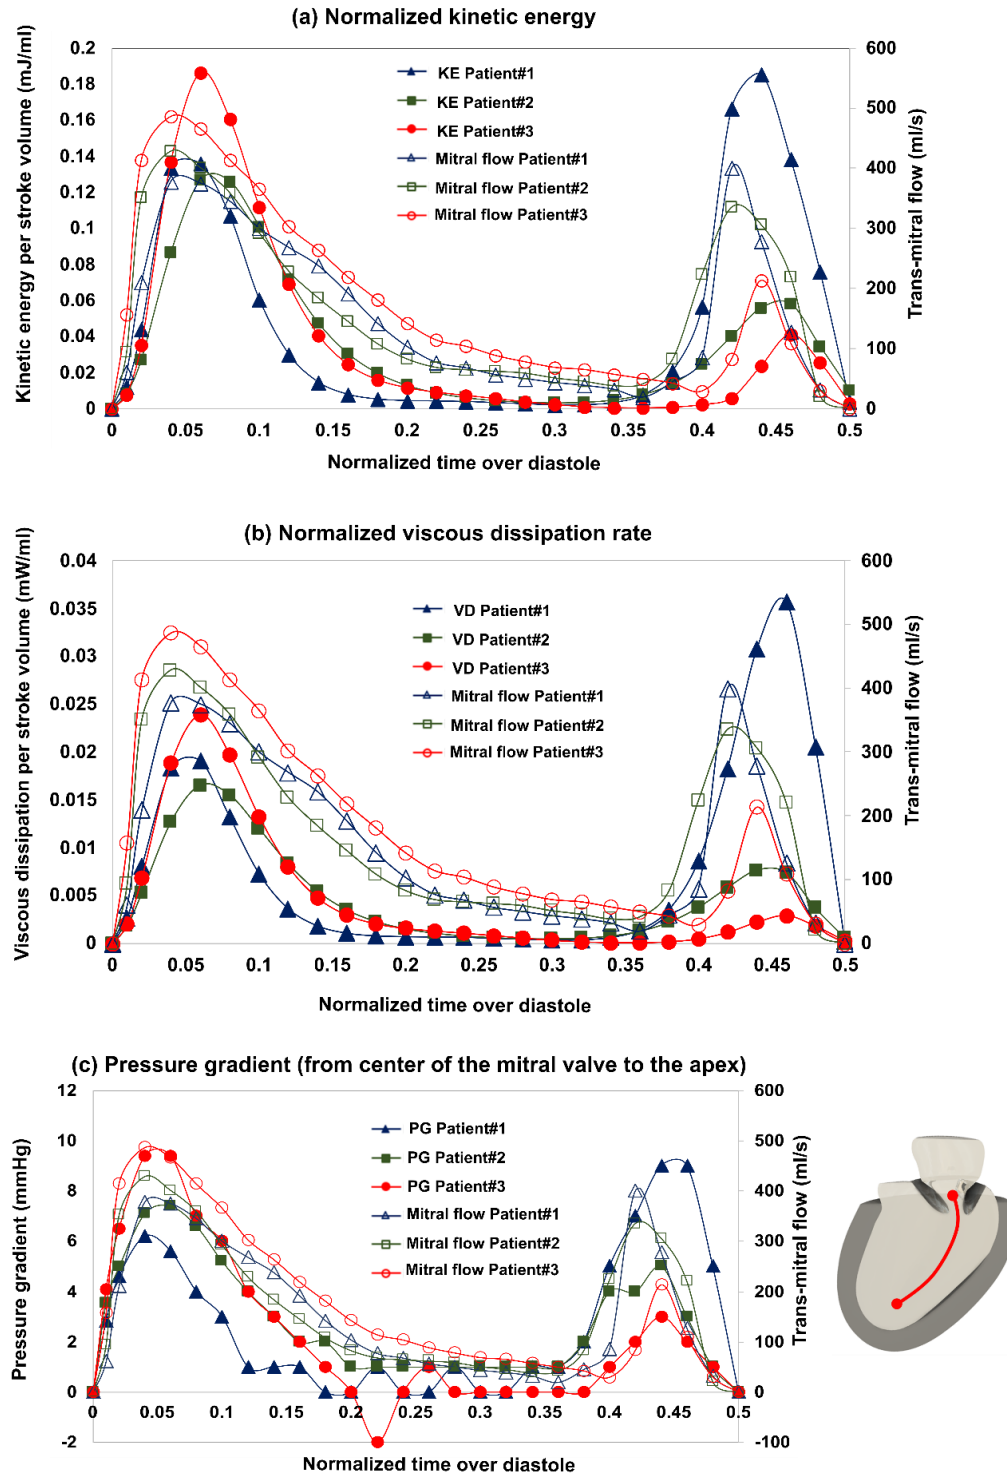 (a) Normalized kinetic energy
Kinetic energy per stroke volume (mJ/ml)
0.2
0.18
0.16
0.14
0.12
0.1
0.08
0.06
0.04
0.02
0
KE Patient#1
KE Patient#2
KE Patient#3
Mitral flow Patient#1
Mitral flow Patient#2
Mitral flow Patient#3
600
500
400
300
200
100
0
Trans-mitral flow (ml/s)
0 0.05 0.1 0.15 0.2 0.25 0.3 0.35 0.4 0.45 0.5
Normalized time over diastole
(b) Normalized viscous dissipation rate
Viscous dissipation per stroke volume (mW/ml)
0.04
0.035
0.03
0.025
0.02
0.015
0.01
0.005
0
VD Patient#1
VD Patient#2
VD Patient#3
Mitral flow Patient#1
Mitral flow Patient#2
Mitral flow Patient#3
600
500
400
300
200
100
0
Trans-mitral flow (ml/s)
0 0.05 0.1 0.15 0.2 0.25 0.3 0.35 0.4 0.45 0.5
Normalized time over diastole
(c) Pressure gradient (from center of the mitral valve to the apex)
Pressure gradient (mmHg)
12
10
8
6
4
2
0
-2
PG Patient#1
PG Patient#2
PG Patient#3
Mitral flow Patient#1
Mitral flow Patient#2
Mitral flow Patient#3
600
500
400
300
200
100
0
-100
Trans-mitral flow (ml/s)
0 0.05 0.1 0.15 0.2 0.25 0.3 0.35 0.4 0.45 0.5
Normalized time over diastole